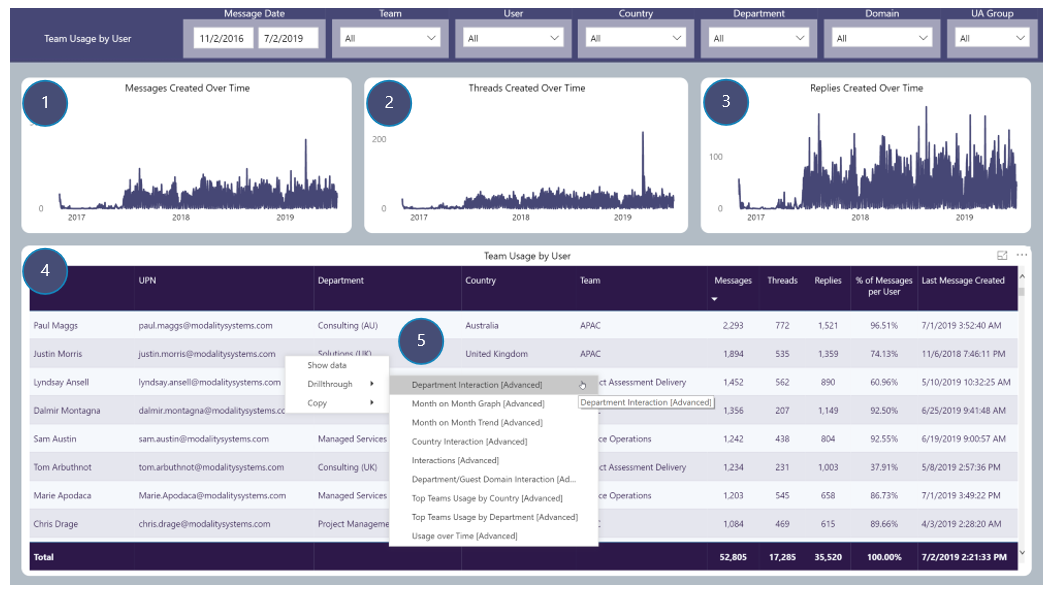 Message Date Team User Country Department Domain UA Group
Team Usage by User 11/2/2016 7/2/2019 All All All All All All
1 Messages Created Over Time
0
2017 2018 2019
2 Threads Created Over Time
200
0
2017 2018 2019
3 Replies Created Over Time
100
0
2017 2018 2019
4 Team Usage by User
UPN Department Country Team Messages Threads Replies % of Messages per User Last Message Created
Paul Maggs paul.maggs@modalitysystems.com Consulting (AU) Australia APAC 2,293 772 1,521 96.51% 7/1/2019 3:52:40 AM
Justin Morris justin.morris@modalitysystems.com Solutions (UK) United Kingdom APAC 1,894 535 1,359 74.13% 11/6/2018 7:46:11 PM
Lyndsay Ansell lyndsay.ansell@modalitysystems.com ct Assessment Delivery 1,452 562 890 60.96% 5/10/2019 10:32:25 AM
Dalmir Montagna dalmir.montagna@modalitysystems.cc 1,356 207 1,149 92.50% 6/25/2019 9:41:48 AM
Sam Austin sam.austin@modalitysystems.com Managed Services ce Operations 1,242 438 804 92.55% 6/19/2019 9:00:57 AM
Tom Arbuthnot tom.arbuthnot@modalitysystems.com Consulting (UK) ct Assessment Delivery 1,234 231 1,003 37.91% 5/8/2019 2:57:36 PM
Marie Apodaca Marie.Apodaca@modalitysystems.com Managed Services ce Operations 1,203 545 658 86.73% 7/1/2019 3:49:22 PM
Chris Drage chris.drage@modalitysystems.com Project Manageme 1,084 469 615 89.66% 4/3/2019 2:28:20 AM
Total 52,805 17,285 35,520 100.00% 7/2/2019 2:21:33 PM
5
Show data
Drillthrough
Copy
Department Interaction [Advanced]
Department Interaction [Advanced]
Month on Month Graph [Advanced]
Month on Month Trend [Advanced]
Country Interaction [Advanced]
Interactions [Advanced]
Department/Guest Domain Interaction [Ad...
Top Teams Usage by Country [Advanced]
Top Teams Usage by Department [Advanced]
Usage over Time [Advanced]